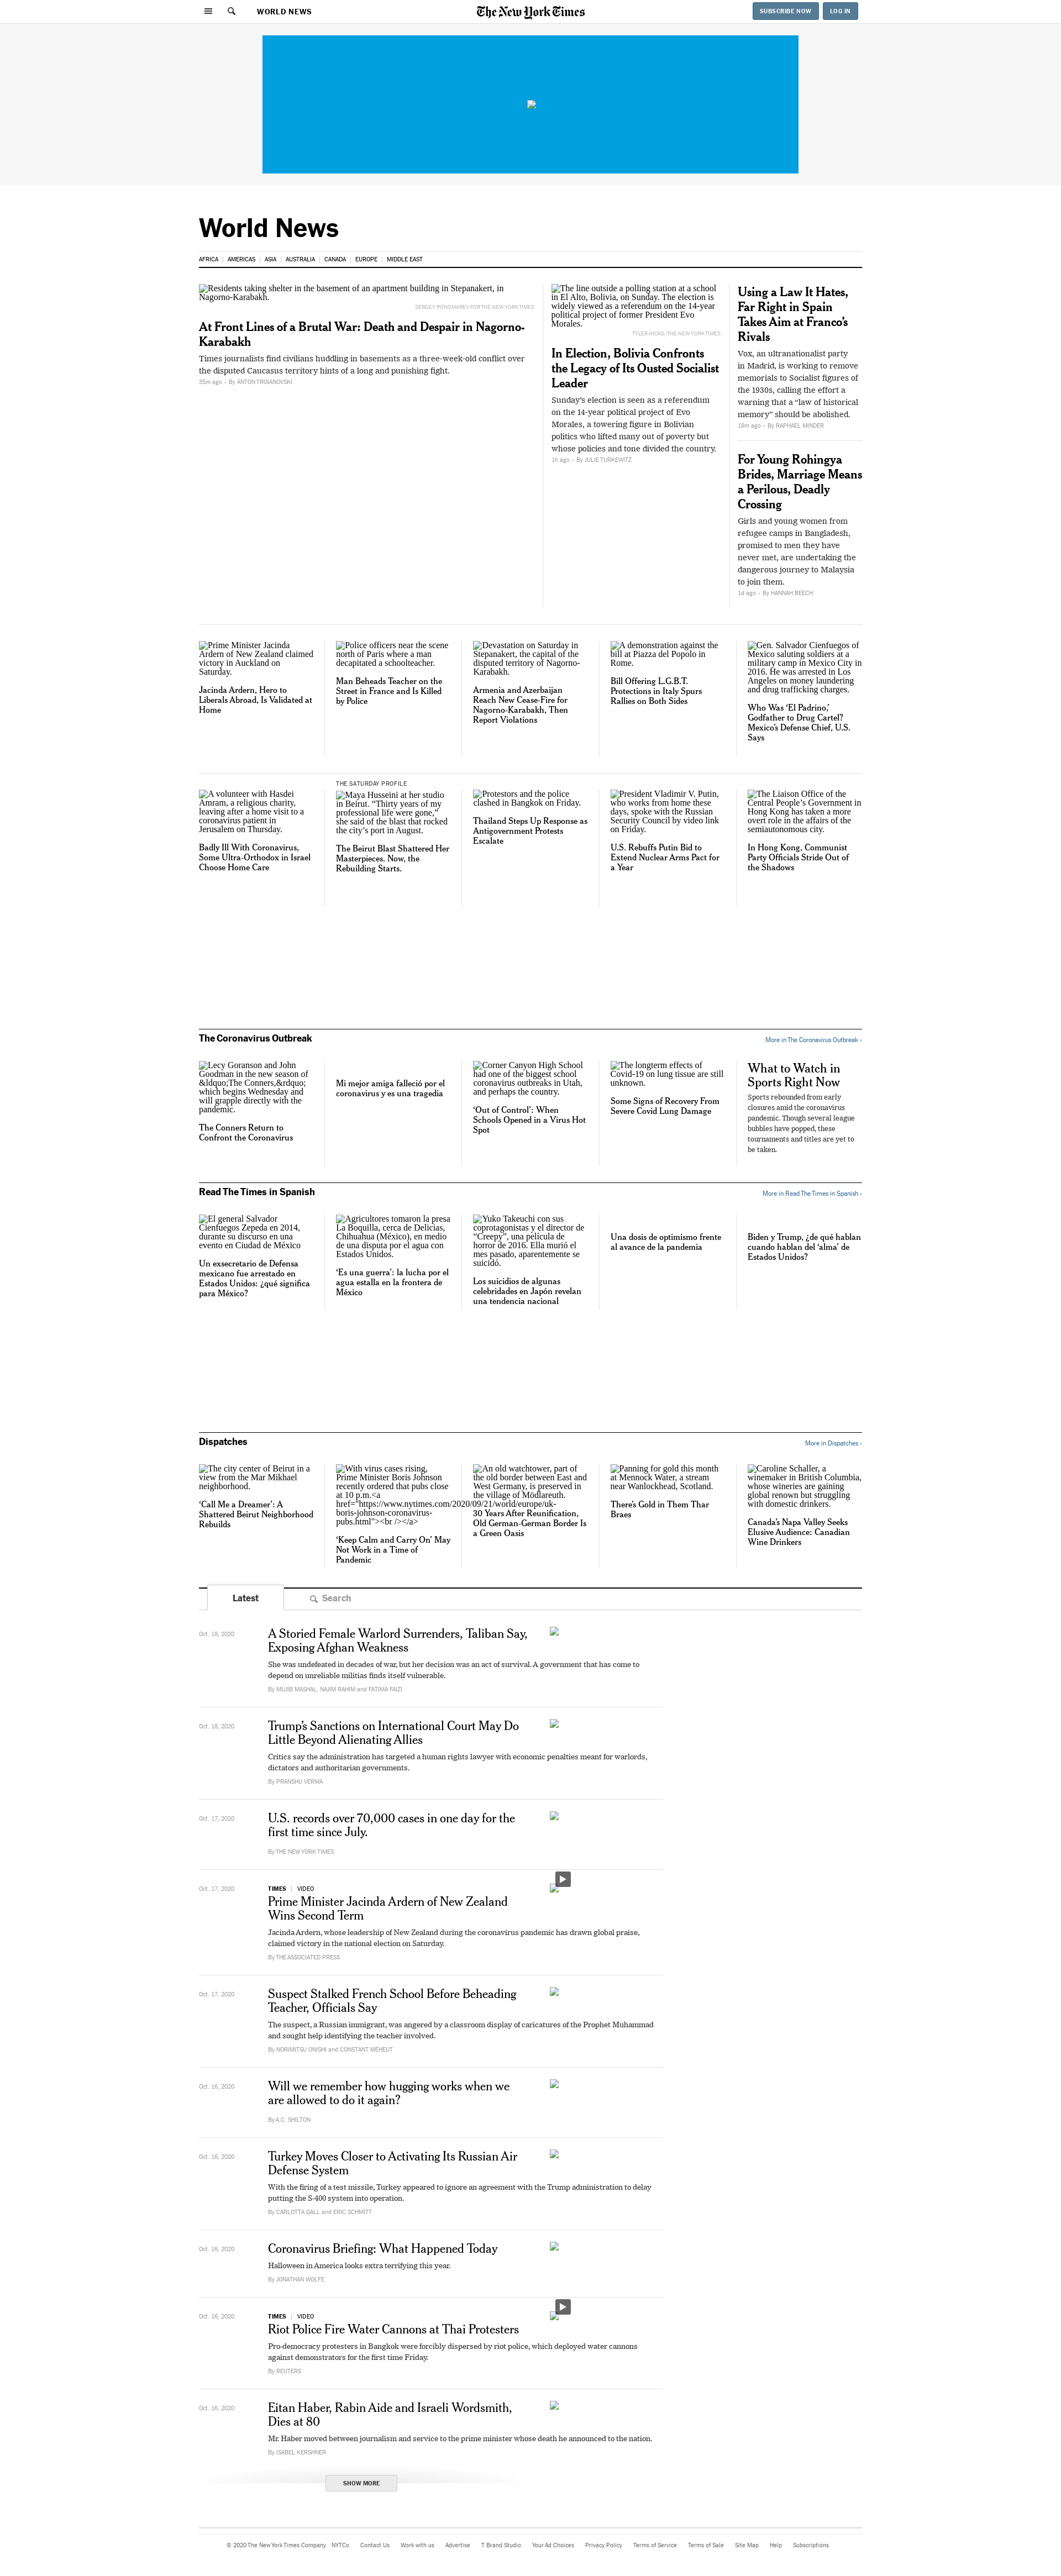 WORLD NEWS
The New York Times
SUBSCRIBE NOW
LOG IN
World News
AFRICA
AMERICAS
ASIA
AUSTRALIA
CANADA
EUROPE
MIDDLE EAST
Residents taking shelter in the basement of an apartment building in Stepanakert, in
Nagorno-Karabakh.
SERGEY PONOMAREV FOR THE NEW YORK TIMES
At Front Lines of a Brutal War: Death and Despair in Nagorno-
Karabakh
Times journalists find civilians huddling in basements as a three-week-old conflict over
the disputed Caucasus territory hints of a long and punishing fight.
35m ago - By ANTON TROIANOVSKI
The line outside a polling station at a school
in El Alto, Bolivia, on Sunday. The election is
widely viewed as a referendum on the 14-year
political project of former President Evo
Morales.
TYLER HICKS/THE NEW YORK TIMES
In Election, Bolivia Confronts
the Legacy of Its Ousted Socialist
Leader
Sunday’s election is seen as a referendum
on the 14-year political project of Evo
Morales, a towering figure in Bolivian
politics who lifted many out of poverty but
whose policies and tone divided the country.
1h ago - By JULIE TURKEWITZ
Using a Law It Hates,
Far Right in Spain
Takes Aim at Franco’s
Rivals
Vox, an ultranationalist party
in Madrid, is working to remove
memorials to Socialist figures of
the 1930s, calling the effort a
warning that a “law of historical
memory” should be abolished.
18m ago - By RAPHAEL MINDER
For Young Rohingya
Brides, Marriage Means
a Perilous, Deadly
Crossing
Girls and young women from
refugee camps in Bangladesh,
promised to men they have
never met, are undertaking the
dangerous journey to Malaysia
to join them.
1d ago - By HANNAH BEECH
Prime Minister Jacinda
Ardern of New Zealand claimed
victory in Auckland on
Saturday.
Jacinda Ardern, Hero to
Liberals Abroad, Is Validated at
Home
Police officers near the scene
north of Paris where a man
decapitated a schoolteacher.
Man Beheads Teacher on the
Street in France and Is Killed
by Police
Devastation on Saturday in
Stepanakert, the capital of the
disputed territory of Nagorno-
Karabakh.
Armenia and Azerbaijan
Reach New Cease-Fire for
Nagorno-Karabakh, Then
Report Violations
A demonstration against the
bill at Piazza del Popolo in
Rome.
Bill Offering L.G.B.T.
Protections in Italy Spurs
Rallies on Both Sides
Gen. Salvador Cienfuegos of
Mexico saluting soldiers at a
military camp in Mexico City in
2016. He was arrested in Los
Angeles on money laundering
and drug trafficking charges.
Who Was ‘El Padrino,’
Godfather to Drug Cartel?
Mexico’s Defense Chief, U.S.
Says
A volunteer with Hasdei
Amram, a religious charity,
leaving after a home visit to a
coronavirus patient in
Jerusalem on Thursday.
Badly Ill With Coronavirus,
Some Ultra-Orthodox in Israel
Choose Home Care
THE SATURDAY PROFILE
Maya Husseini at her studio
in Beirut. “Thirty years of my
professional life were gone,”
she said of the blast that rocked
the city’s port in August.
The Beirut Blast Shattered Her
Masterpieces. Now, the
Rebuilding Starts.
Protestors and the police
clashed in Bangkok on Friday.
Thailand Steps Up Response as
Antigovernment Protests
Escalate
President Vladimir V. Putin,
who works from home these
days, spoke with the Russian
Security Council by video link
on Friday.
U.S. Rebuffs Putin Bid to
Extend Nuclear Arms Pact for
a Year
The Liaison Office of the
Central People’s Government in
Hong Kong has taken a more
overt role in the affairs of the
semiautonomous city.
In Hong Kong, Communist
Party Officials Stride Out of
the Shadows
The Coronavirus Outbreak
More in The Coronavirus Outbreak ›
Lecy Goranson and John
Goodman in the new season of
&ldquo;The Conners,&rdquo;
which begins Wednesday and
will grapple directly with the
pandemic.
The Conners Return to
Confront the Coronavirus
Mi mejor amiga falleció por el
coronavirus y es una tragedia
Corner Canyon High School
had one of the biggest school
coronavirus outbreaks in Utah,
and perhaps the country.
‘Out of Control’: When
Schools Opened in a Virus Hot
Spot
The longterm effects of
Covid-19 on lung tissue are still
unknown.
Some Signs of Recovery From
Severe Covid Lung Damage
What to Watch in
Sports Right Now
Sports rebounded from early
closures amid the coronavirus
pandemic. Though several league
bubbles have popped, these
tournaments and titles are yet to
be taken.
Read The Times in Spanish
More in Read The Times in Spanish ›
El general Salvador
Cienfuegos Zepeda en 2014,
durante su discurso en una
evento en Ciudad de México
Un exsecretario de Defensa
mexicano fue arrestado en
Estados Unidos: ¿qué significa
para México?
Agricultores tomaron la presa
La Boquilla, cerca de Delicias,
Chihuahua (México), en medio
de una disputa por el agua con
Estados Unidos.
‘Es una guerra’: la lucha por el
agua estalla en la frontera de
México
Yuko Takeuchi con sus
coprotagonistas y el director de
“Creepy”, una película de
horror de 2016. Ella murió el
mes pasado, aparentemente se
suicidó.
Los suicidios de algunas
celebridades en Japón revelan
una tendencia nacional
Una dosis de optimismo frente
al avance de la pandemia
Biden y Trump, ¿de qué hablan
cuando hablan del ‘alma’ de
Estados Unidos?
Dispatches
More in Dispatches ›
The city center of Beirut in a
view from the Mar Mikhael
neighborhood.
‘Call Me a Dreamer’: A
Shattered Beirut Neighborhood
Rebuilds
With virus cases rising,
Prime Minister Boris Johnson
recently ordered that pubs close
at 10 p.m.<a
href="https://www.nytimes.com/2020/09/21/world/europe/uk-
boris-johnson-coronavirus-
pubs.html"><br /></a>
‘Keep Calm and Carry On’ May
Not Work in a Time of
Pandemic
An old watchtower, part of
the old border between East and
West Germany, is preserved in
the village of Mödlareuth.
30 Years After Reunification,
Old German-German Border Is
a Green Oasis
Panning for gold this month
at Mennock Water, a stream
near Wanlockhead, Scotland.
There’s Gold in Them Thar
Braes
Caroline Schaller, a
winemaker in British Columbia,
whose wineries are gaining
global renown but struggling
with domestic drinkers.
Canada’s Napa Valley Seeks
Elusive Audience: Canadian
Wine Drinkers
Latest
Search
Oct. 18, 2020
A Storied Female Warlord Surrenders, Taliban Say,
Exposing Afghan Weakness
She was undefeated in decades of war, but her decision was an act of survival. A government that has come to
depend on unreliable militias finds itself vulnerable.
By MUJIB MASHAL, NAJIM RAHIM and FATIMA FAIZI
Oct. 18, 2020
Trump’s Sanctions on International Court May Do
Little Beyond Alienating Allies
Critics say the administration has targeted a human rights lawyer with economic penalties meant for warlords,
dictators and authoritarian governments.
By PRANSHU VERMA
Oct. 17, 2020
U.S. records over 70,000 cases in one day for the
first time since July.
By THE NEW YORK TIMES
Oct. 17, 2020
TIMES | VIDEO
Prime Minister Jacinda Ardern of New Zealand
Wins Second Term
Jacinda Ardern, whose leadership of New Zealand during the coronavirus pandemic has drawn global praise,
claimed victory in the national election on Saturday.
By THE ASSOCIATED PRESS
Oct. 17, 2020
Suspect Stalked French School Before Beheading
Teacher, Officials Say
The suspect, a Russian immigrant, was angered by a classroom display of caricatures of the Prophet Muhammad
and sought help identifying the teacher involved.
By NORIMITSU ONISHI and CONSTANT MÉHEUT
Oct. 16, 2020
Will we remember how hugging works when we
are allowed to do it again?
By A.C. SHILTON
Oct. 16, 2020
Turkey Moves Closer to Activating Its Russian Air
Defense System
With the firing of a test missile, Turkey appeared to ignore an agreement with the Trump administration to delay
putting the S-400 system into operation.
By CARLOTTA GALL and ERIC SCHMITT
Oct. 16, 2020
Coronavirus Briefing: What Happened Today
Halloween in America looks extra terrifying this year.
By JONATHAN WOLFE
Oct. 16, 2020
TIMES | VIDEO
Riot Police Fire Water Cannons at Thai Protesters
Pro-democracy protesters in Bangkok were forcibly dispersed by riot police, which deployed water cannons
against demonstrators for the first time Friday.
By REUTERS
Oct. 16, 2020
Eitan Haber, Rabin Aide and Israeli Wordsmith,
Dies at 80
Mr. Haber moved between journalism and service to the prime minister whose death he announced to the nation.
By ISABEL KERSHNER
SHOW MORE
© 2020 The New York Times Company
NYTCo
Contact Us
Work with us
Advertise
T Brand Studio
Your Ad Choices
Privacy Policy
Terms of Service
Terms of Sale
Site Map
Help
Subscriptions